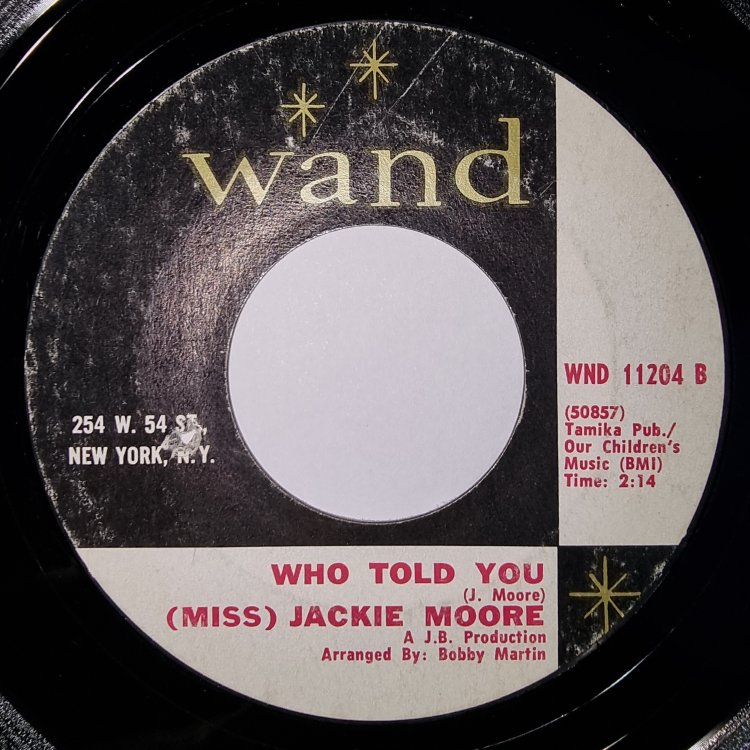 wand
254 W. 54 ST.,
NEW YORK, N.Y.
WND 11204 B
(50857)
Tamika Pub./
Our Children's
Music (BMI)
Time: 2:14
WHO TOLD YOU
(J. Moore)
(MISS) JACKIE MOORE
A J.B. Production
Arranged By: Bobby Martin